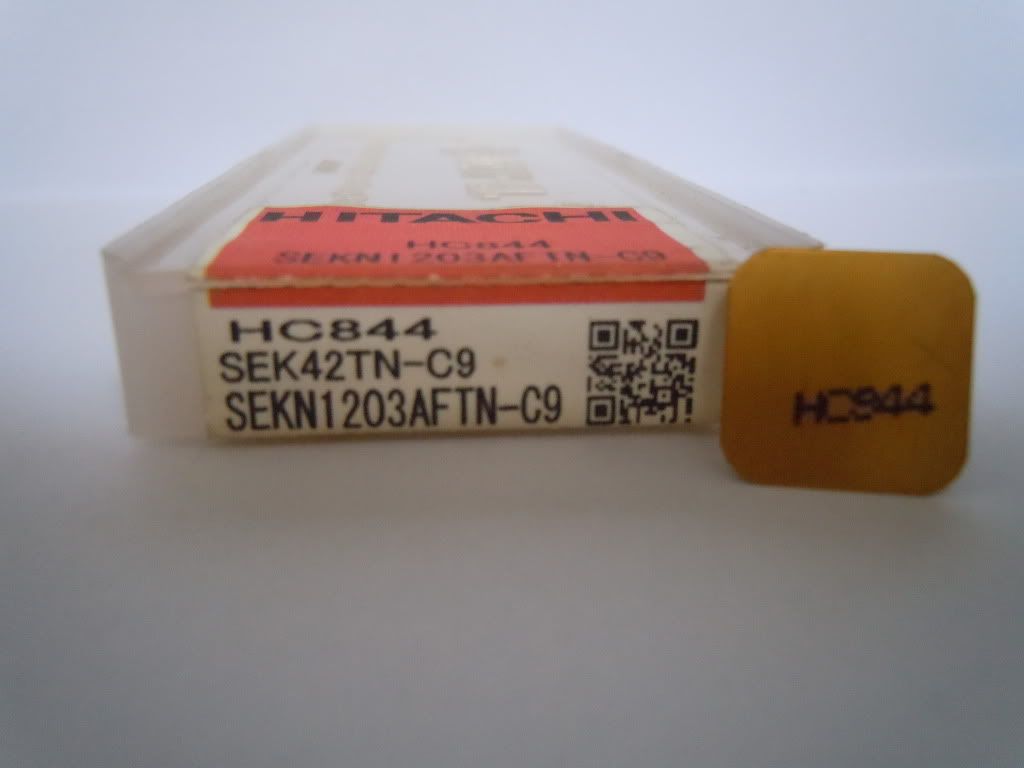 HITACHI
HC844
SEKN1203AFTN-C9
HC844
SEK42TN-C9
SEKN1203AFTN-C9
HC844